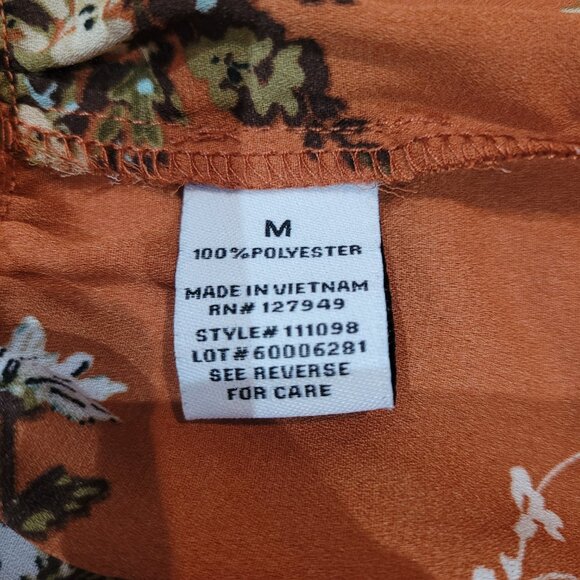 M
100%POLYESTER
MADE IN VIETNAM
RN# 127949
STYLE# 111098
LOT#60006281
SEE REVERSE
FOR CARE